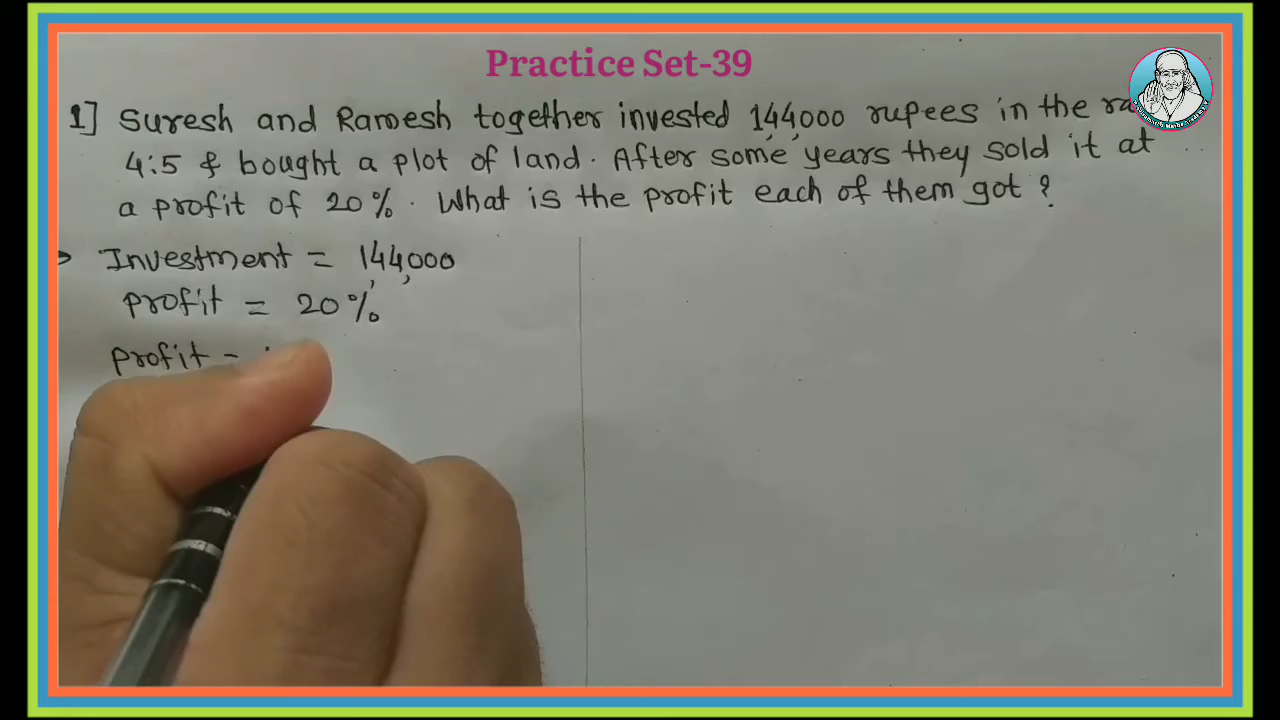 Practice Set-39
1] Suresh and Ramesh together invested 144000 rupees in the
4:5 & bought a plot of land. After some years they sold it at
a profit of 20%. What is the profit each of them got?
Investment = 144,000
profit = 20%
profit =